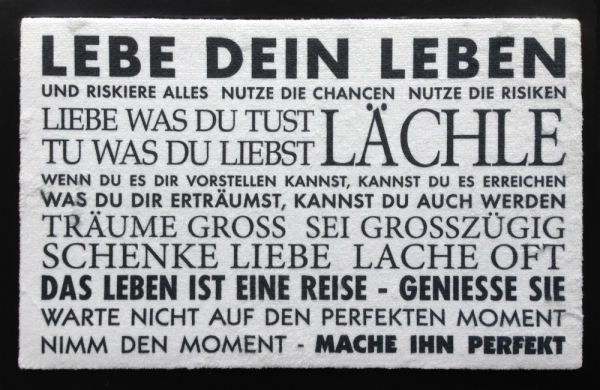 LEBE DEIN LEBEN
UND RISKIERE ALLES NUTZE DIE CHANCEN NUTZE DIE RISIKEN
LIEBE WAS DU TUST
TU WAS DU LIEBST
LÄCHLE
WENN DU ES DIR VORSTELLEN KANNST, KANNST DU ES ERREICHEN
WAS DU DIR ERTRÄUMST, KANNST DU AUCH WERDEN
TRÄUME GROSS SEI GROSSZÜGIG
SCHENKE LIEBE LACHE OFT
DAS LEBEN IST EINE REISE - GENIESSE SIE
WARTE NICHT AUF DEN PERFEKTEN MOMENT
NIMM DEN MOMENT - MACHE IHN PERFEKT